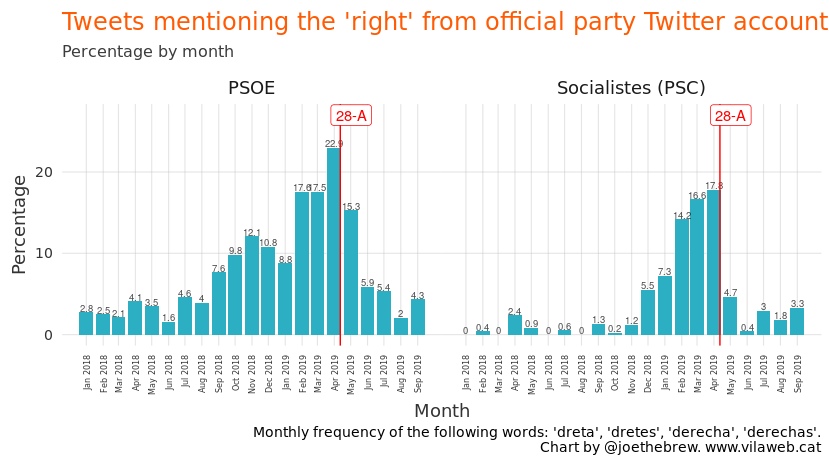 Tweets mentioning the 'right' from official party Twitter account
Percentage by month
PSOE
Socialistes (PSC)
28-A
28-A
Percentage
20
10
0
2.8 2.5 2.1 4.1 3.5 1.6 4.6 4 7.6 9.8 12.1 10.8 8.8 17.6 17.5 22.9 15.3 5.9 5.4 2 4.3
0 0.4 0 2.4 0.9 0 0.6 0 1.3 0.2 1.2 5.5 7.3 14.2 16.6 17.8 4.7 0.4 3 1.8 3.3
Jan 2018 Feb 2018 Mar 2018 Apr 2018 May 2018 Jun 2018 Jul 2018 Aug 2018 Sep 2018 Oct 2018 Nov 2018 Dec 2018 Jan 2019 Feb 2019 Mar 2019 Apr 2019 May 2019 Jun 2019 Jul 2019 Aug 2019 Sep 2019
Jan 2018 Feb 2018 Mar 2018 Apr 2018 May 2018 Jun 2018 Jul 2018 Aug 2018 Sep 2018 Oct 2018 Nov 2018 Dec 2018 Jan 2019 Feb 2019 Mar 2019 Apr 2019 May 2019 Jun 2019 Jul 2019 Aug 2019 Sep 2019
Month
Monthly frequency of the following words: 'dreta', 'dretes', 'derecha', 'derechas'.
Chart by @joethebrew. www.vilaweb.cat